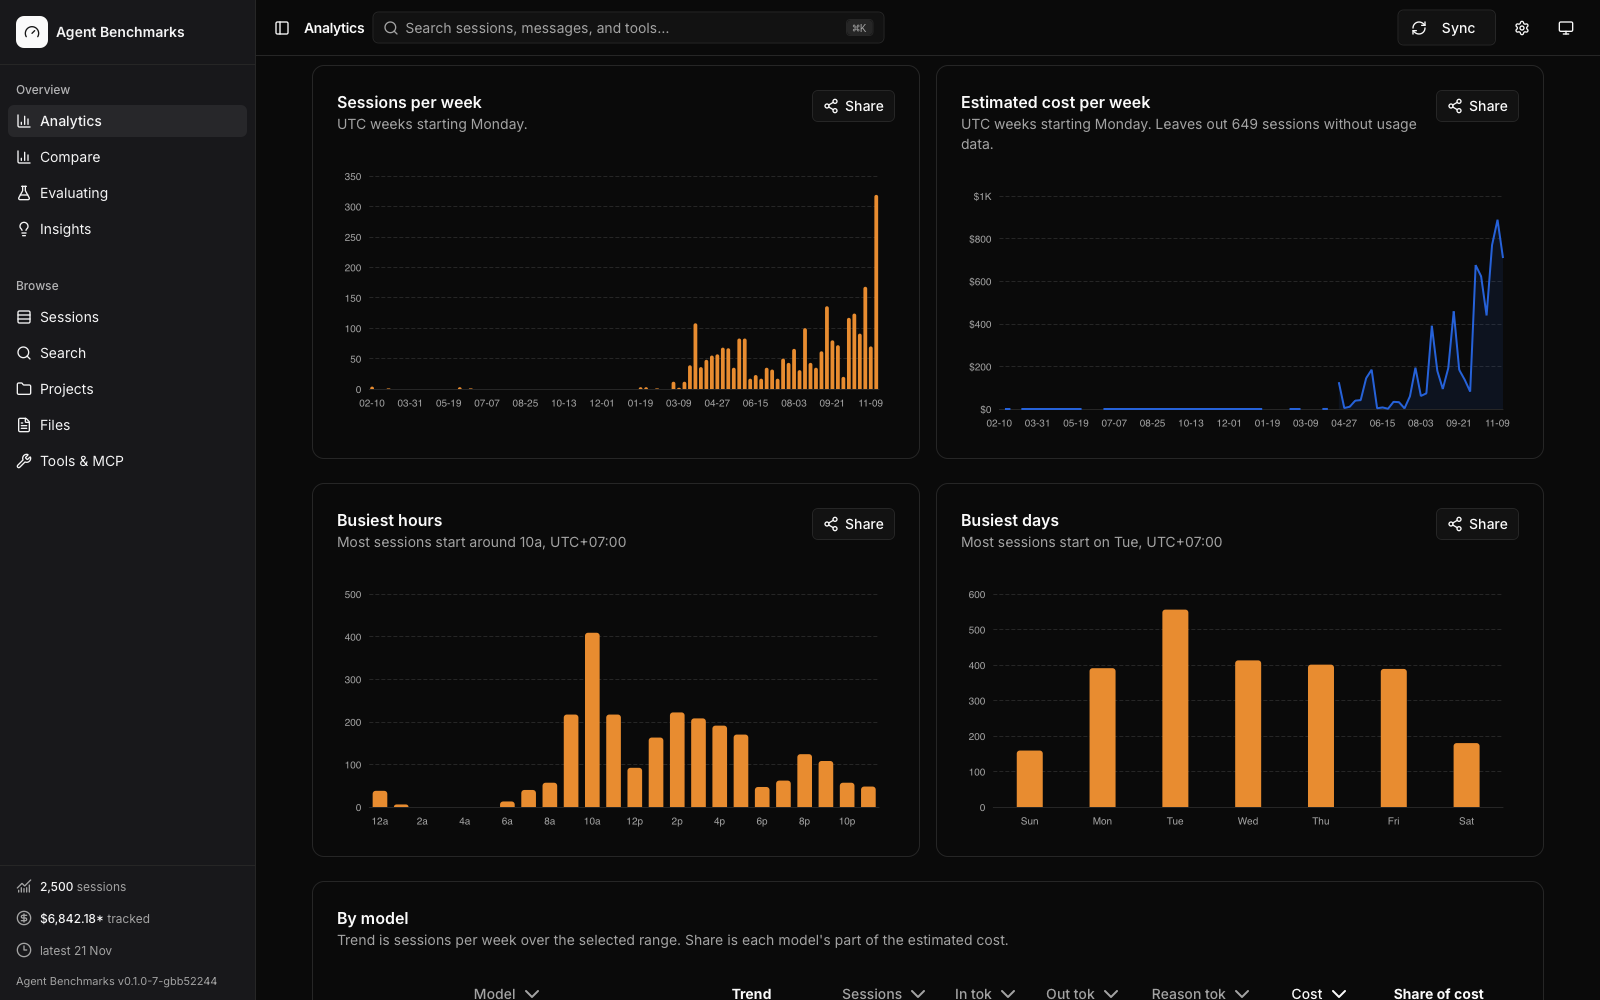 Agent Benchmarks
Analytics
Search sessions, messages, and tools...
⌘K
Sync
Overview
Analytics
Compare
Evaluating
Insights
Browse
Sessions
Search
Projects
Files
Tools & MCP
2,500 sessions
$6,842.18* tracked
latest 21 Nov
Agent Benchmarks v0.1.0-7-gbb52244
Sessions per week
UTC weeks starting Monday.
Share
350
300
250
200
150
100
50
0
02-10 03-31 05-19 07-07 08-25 10-13 12-01 01-19 03-09 04-27 06-15 08-03 09-21 11-09
Estimated cost per week
UTC weeks starting Monday. Leaves out 649 sessions without usage
data.
Share
$1K
$800
$600
$400
$200
$0
02-10 03-31 05-19 07-07 08-25 10-13 12-01 01-19 03-09 04-27 06-15 08-03 09-21 11-09
Busiest hours
Most sessions start around 10a, UTC+07:00
Share
500
400
300
200
100
0
12a 2a 4a 6a 8a 10a 12p 2p 4p 6p 8p 10p
Busiest days
Most sessions start on Tue, UTC+07:00
Share
600
500
400
300
200
100
0
Sun Mon Tue Wed Thu Fri Sat
By model
Trend is sessions per week over the selected range. Share is each model's part of the estimated cost.
Model Trend Sessions In tok Out tok Reason tok Cost Share of cost